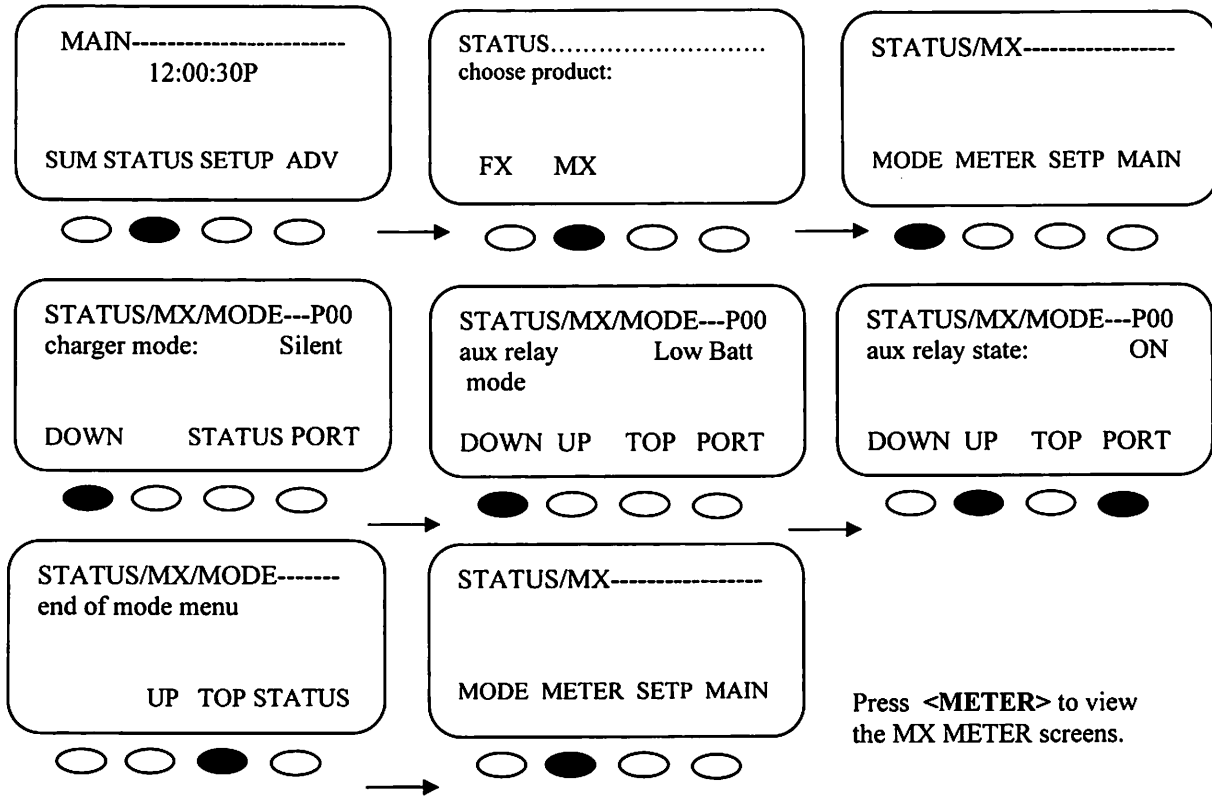 MAIN-------------------------
12:00:30P
SUM STATUS SETUP ADV
STATUS..........................
choose product:
FX MX
STATUS/MX-----------------
MODE METER SETP MAIN
STATUS/MX/MODE---P00
charger mode: Silent
DOWN STATUS PORT
STATUS/MX/MODE---P00
aux relay Low Batt
mode
DOWN UP TOP PORT
STATUS/MX/MODE---P00
aux relay state: ON
DOWN UP TOP PORT
STATUS/MX/MODE-------
end of mode menu
UP TOP STATUS
STATUS/MX-----------------
MODE METER SETP MAIN
Press <METER> to view
the MX METER screens.